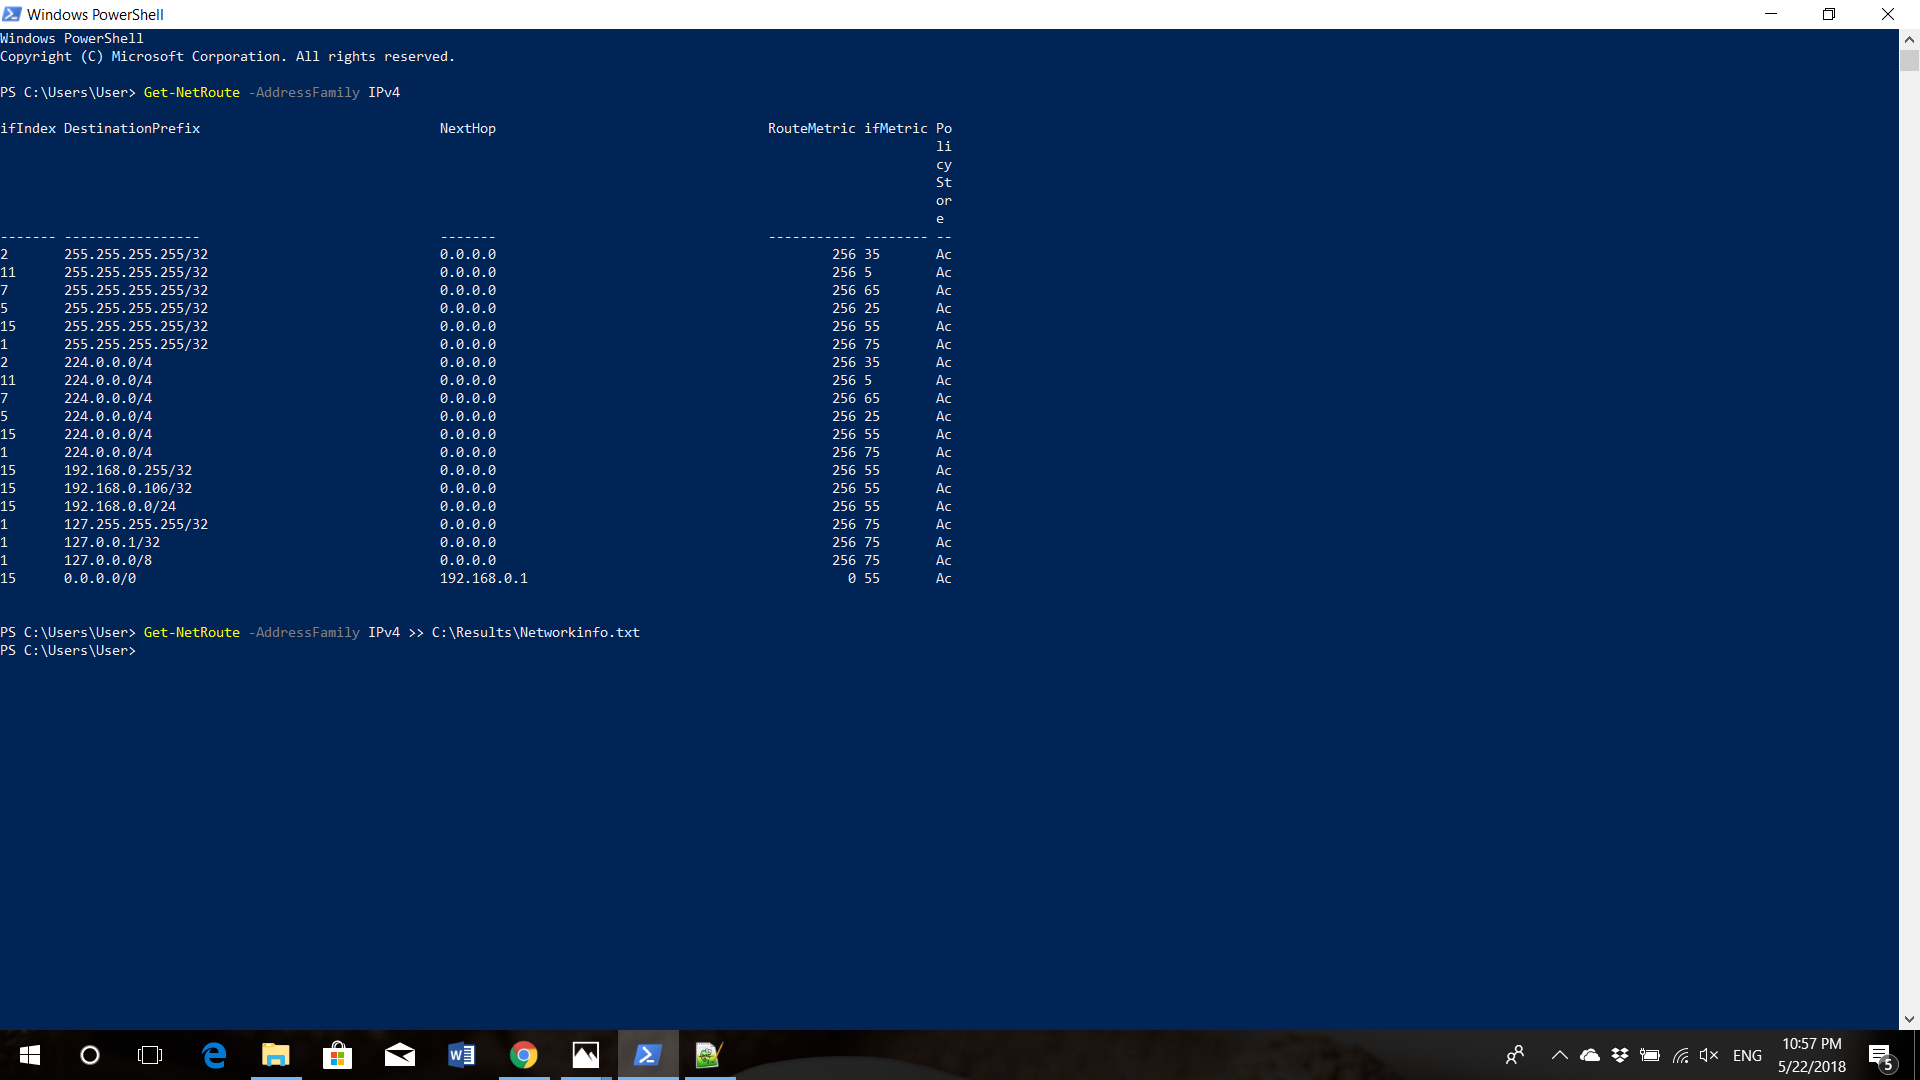 Windows PowerShell
Windows PowerShell
Copyright (C) Microsoft Corporation. All rights reserved.
PS C:\Users\User> Get-NetRoute -AddressFamily IPv4
ifIndex DestinationPrefix NextHop RouteMetric ifMetric Po
li
cy
St
or
e
------- ----------------- ------- ----------- -------- --
2 255.255.255.255/32 0.0.0.0 256 35 Ac
11 255.255.255.255/32 0.0.0.0 256 5 Ac
7 255.255.255.255/32 0.0.0.0 256 65 Ac
5 255.255.255.255/32 0.0.0.0 256 25 Ac
15 255.255.255.255/32 0.0.0.0 256 55 Ac
1 255.255.255.255/32 0.0.0.0 256 75 Ac
2 224.0.0.0/4 0.0.0.0 256 35 Ac
11 224.0.0.0/4 0.0.0.0 256 5 Ac
7 224.0.0.0/4 0.0.0.0 256 65 Ac
5 224.0.0.0/4 0.0.0.0 256 25 Ac
15 224.0.0.0/4 0.0.0.0 256 55 Ac
1 224.0.0.0/4 0.0.0.0 256 75 Ac
15 192.168.0.255/32 0.0.0.0 256 55 Ac
15 192.168.0.106/32 0.0.0.0 256 55 Ac
15 192.168.0.0/24 0.0.0.0 256 55 Ac
1 127.255.255.255/32 0.0.0.0 256 75 Ac
1 127.0.0.1/32 0.0.0.0 256 75 Ac
1 127.0.0.0/8 0.0.0.0 256 75 Ac
15 0.0.0.0/0 192.168.0.1 0 55 Ac
PS C:\Users\User> Get-NetRoute -AddressFamily IPv4 >> C:\Results\Networkinfo.txt
PS C:\Users\User>
ENG
10:57 PM
5/22/2018
5